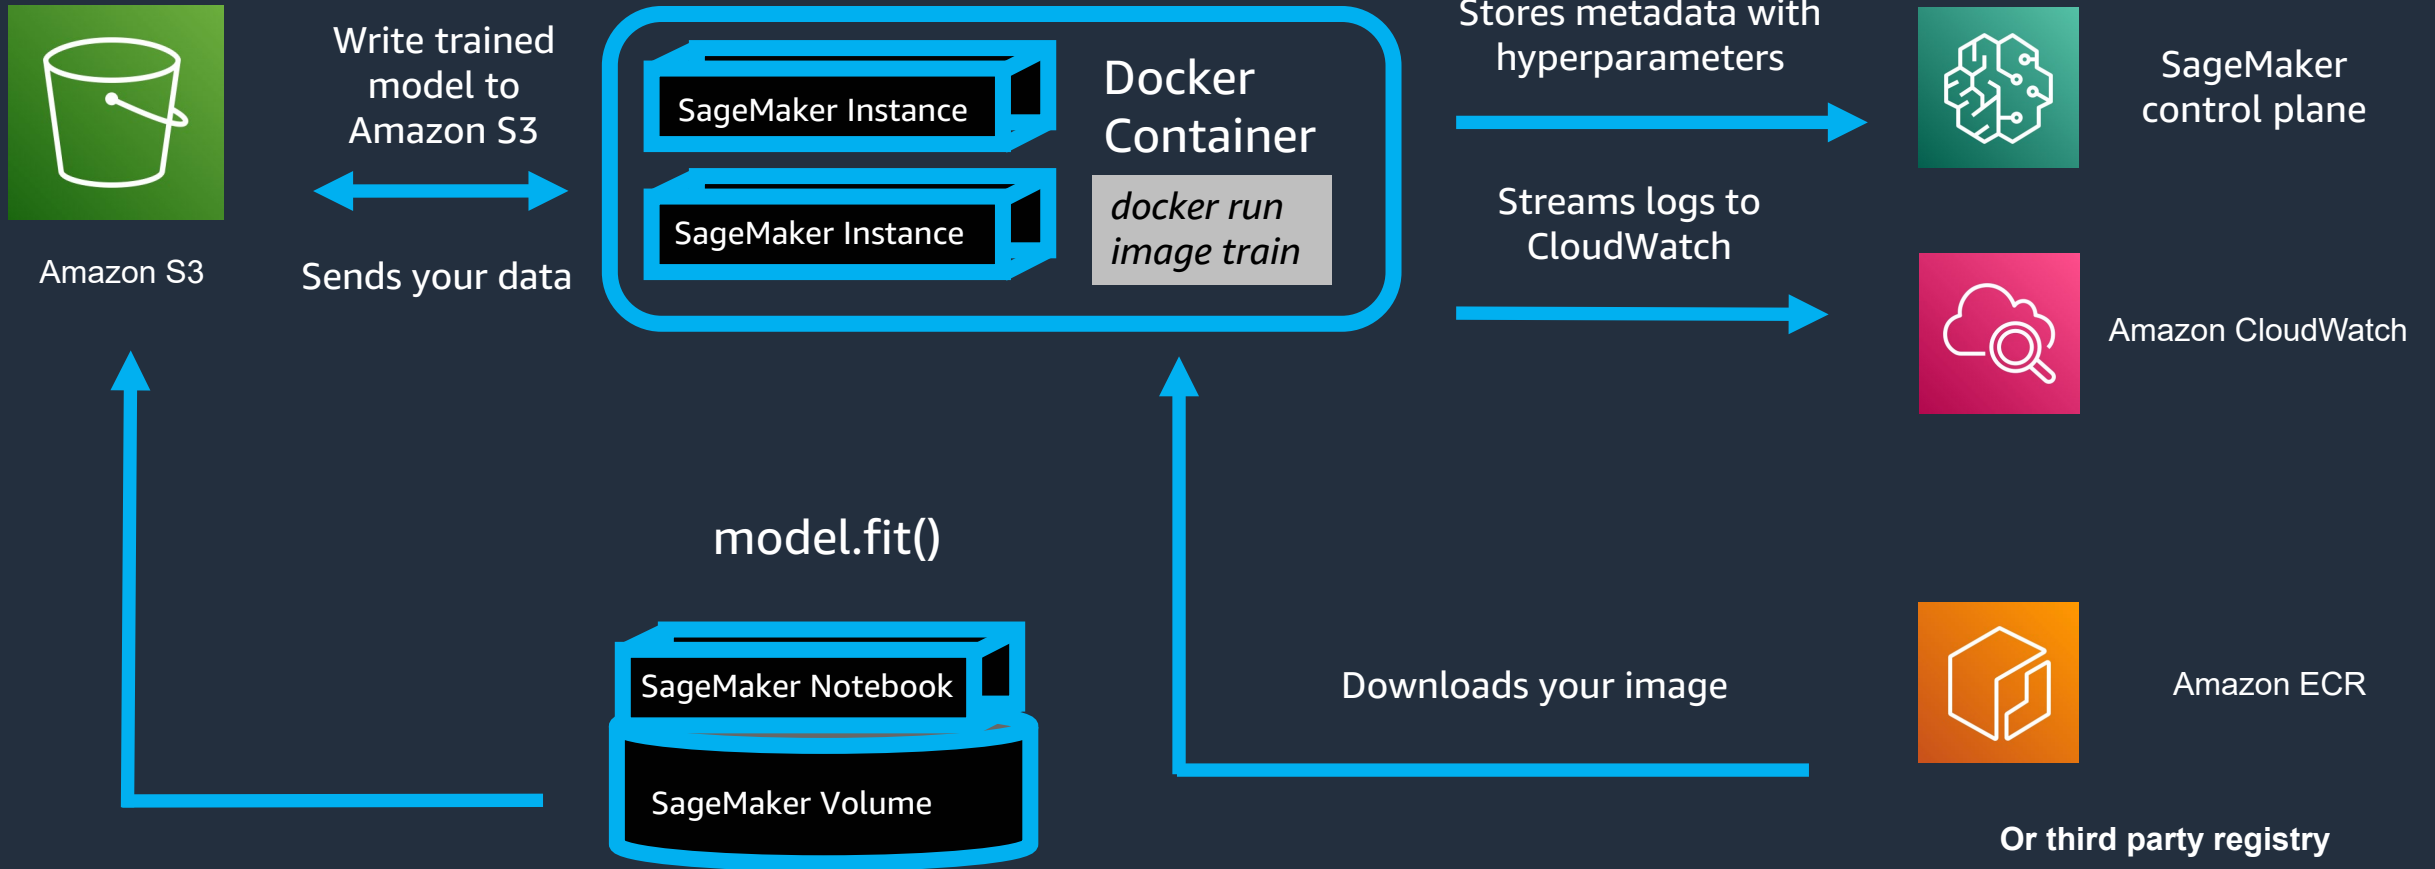 Write trained
model to
Amazon S3
Amazon S3
Sends your data
SageMaker Instance
SageMaker Instance
Docker
Container
docker run
image train
Stores metadata with
hyperparameters
SageMaker
control plane
Streams logs to
CloudWatch
Amazon CloudWatch
model.fit()
SageMaker Notebook
SageMaker Volume
Downloads your image
Amazon ECR
Or third party registry